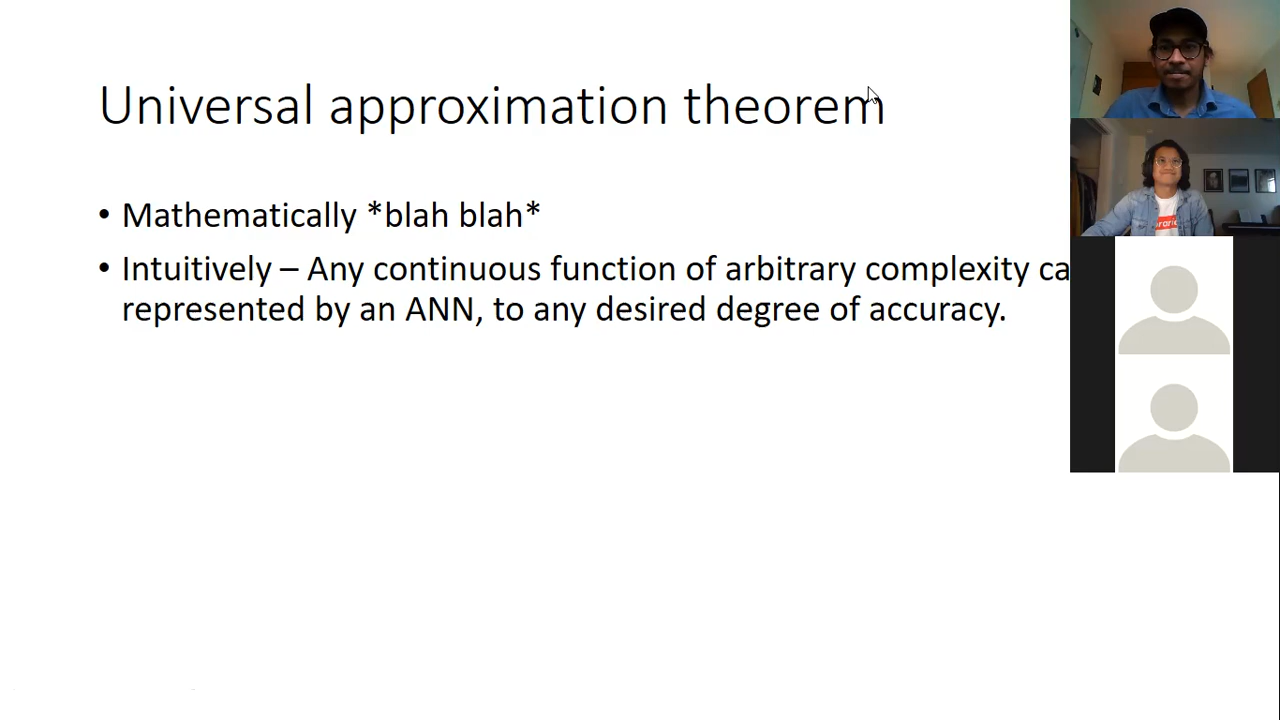 Universal approximation theorem
• Mathematically *blah blah*
• Intuitively – Any continuous function of arbitrary complexity ca
represented by an ANN, to any desired degree of accuracy.